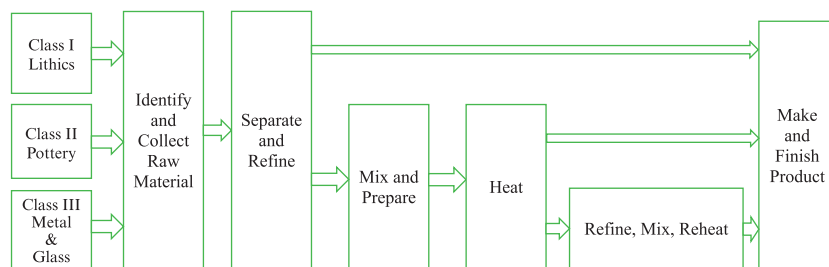 Class I
Lithics
Class II
Pottery
Class III
Metal
&
Glass
Identify
and
Collect
Raw
Material
Separate
and
Refine
Mix and
Prepare
Heat
Refine, Mix, Reheat
Make
and
Finish
Product